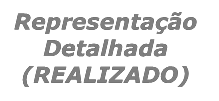 Representação
Detalhada
(REALIZADO)